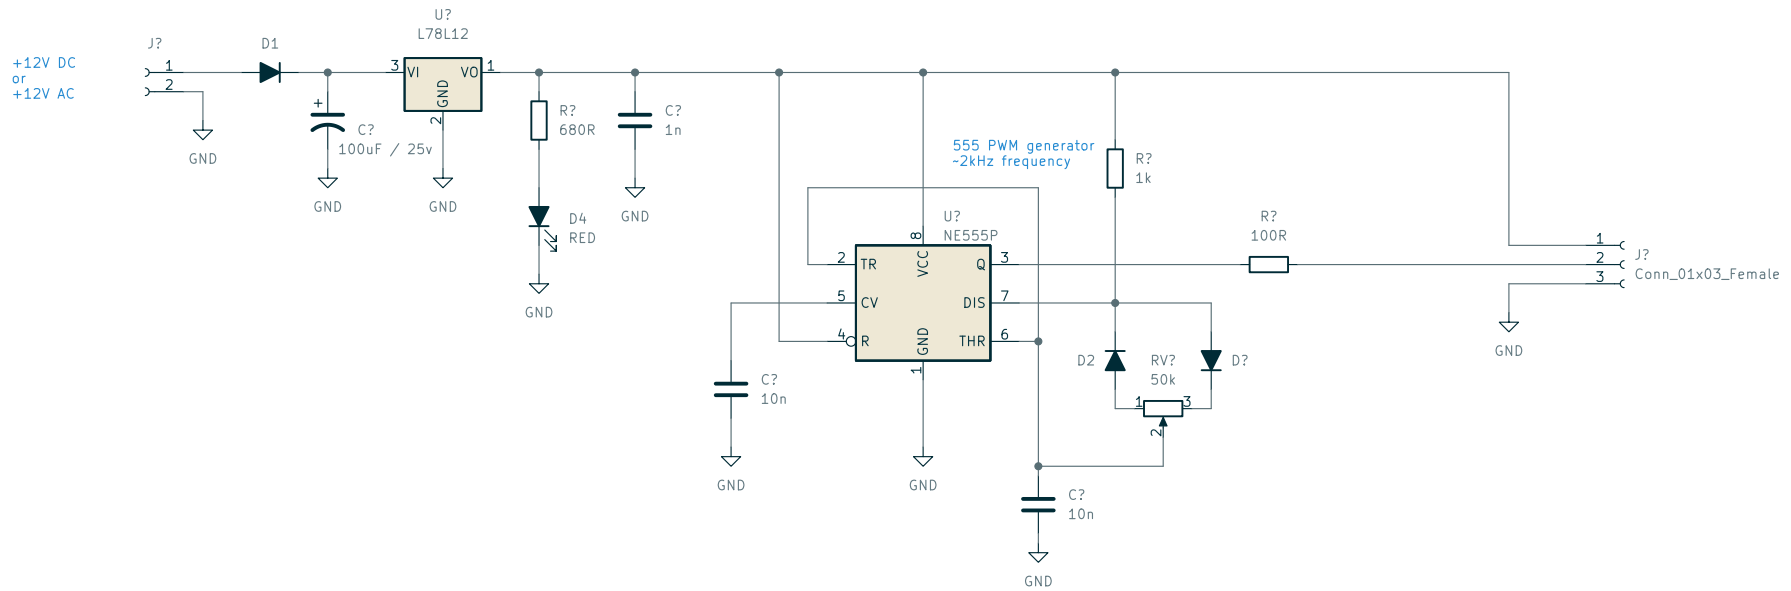 +12V DC
or
+12V AC
J?
1
2
GND
D1
+
C?
100uF / 25v
GND
U?
L78L12
3
VI
VO
1
GND
2
GND
R?
680R
D4
RED
GND
C?
1n
GND
555 PWM generator
~2kHz frequency
R?
1k
U?
NE555P
8
VCC
2
TR
Q
3
5
CV
DIS
7
4
R
THR
6
GND
1
GND
C?
10n
GND
D2
RV?
50k
D?
1
3
2
C?
10n
GND
R?
100R
1
2
3
J?
Conn_01x03_Female
GND